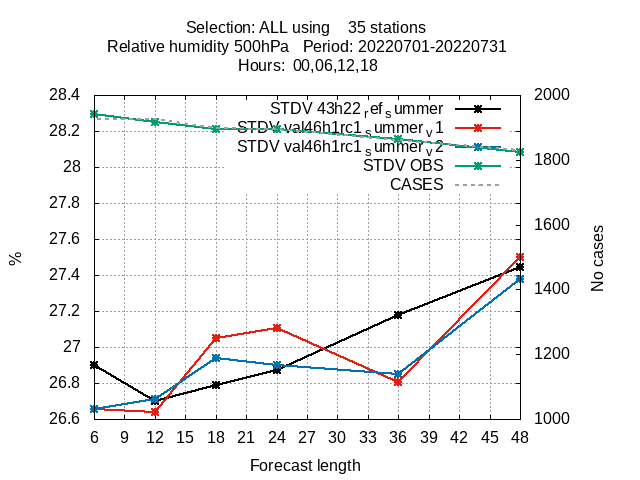 Selection: ALL using    35 stations
Relative humidity 500hPa   Period: 20220701-20220731
Hours:  00,06,12,18
28.4
28.2
28
27.8
27.6
27.4
27.2
27
26.8
26.6
%
STDV 43h22ref_summer
STDV val46h1rc1summerv1
STDV val46h1rc1summerv2
STDV OBS
CASES
2000
1800
1600
1400
1200
1000
No cases
6 9 12 15 18 21 24 27 30 33 36 39 42 45 48
Forecast length